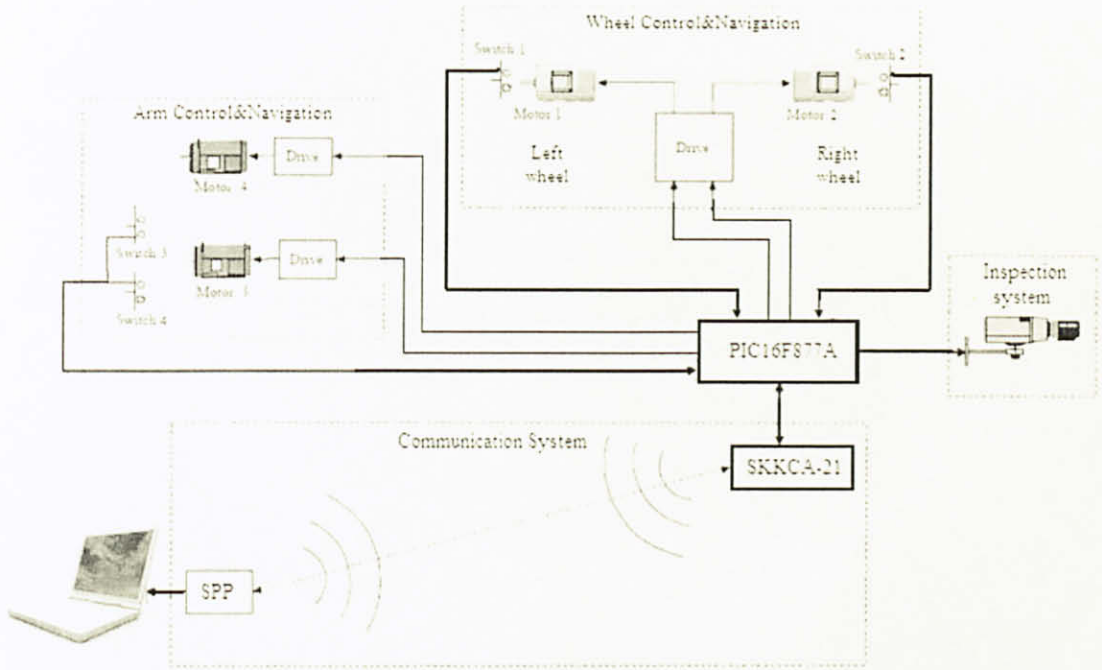 Wheel Control&Navigation
Switch 1
Switch 2
Motor 1
Motor 2
Drive
Left
wheel
Right
wheel
Arm Control&Navigation
Drive
Motor 4
Switch 3
Drive
Motor
Switch 4
Inspection
system
PIC16F877A
Communication System
SKKCA-21
SPP